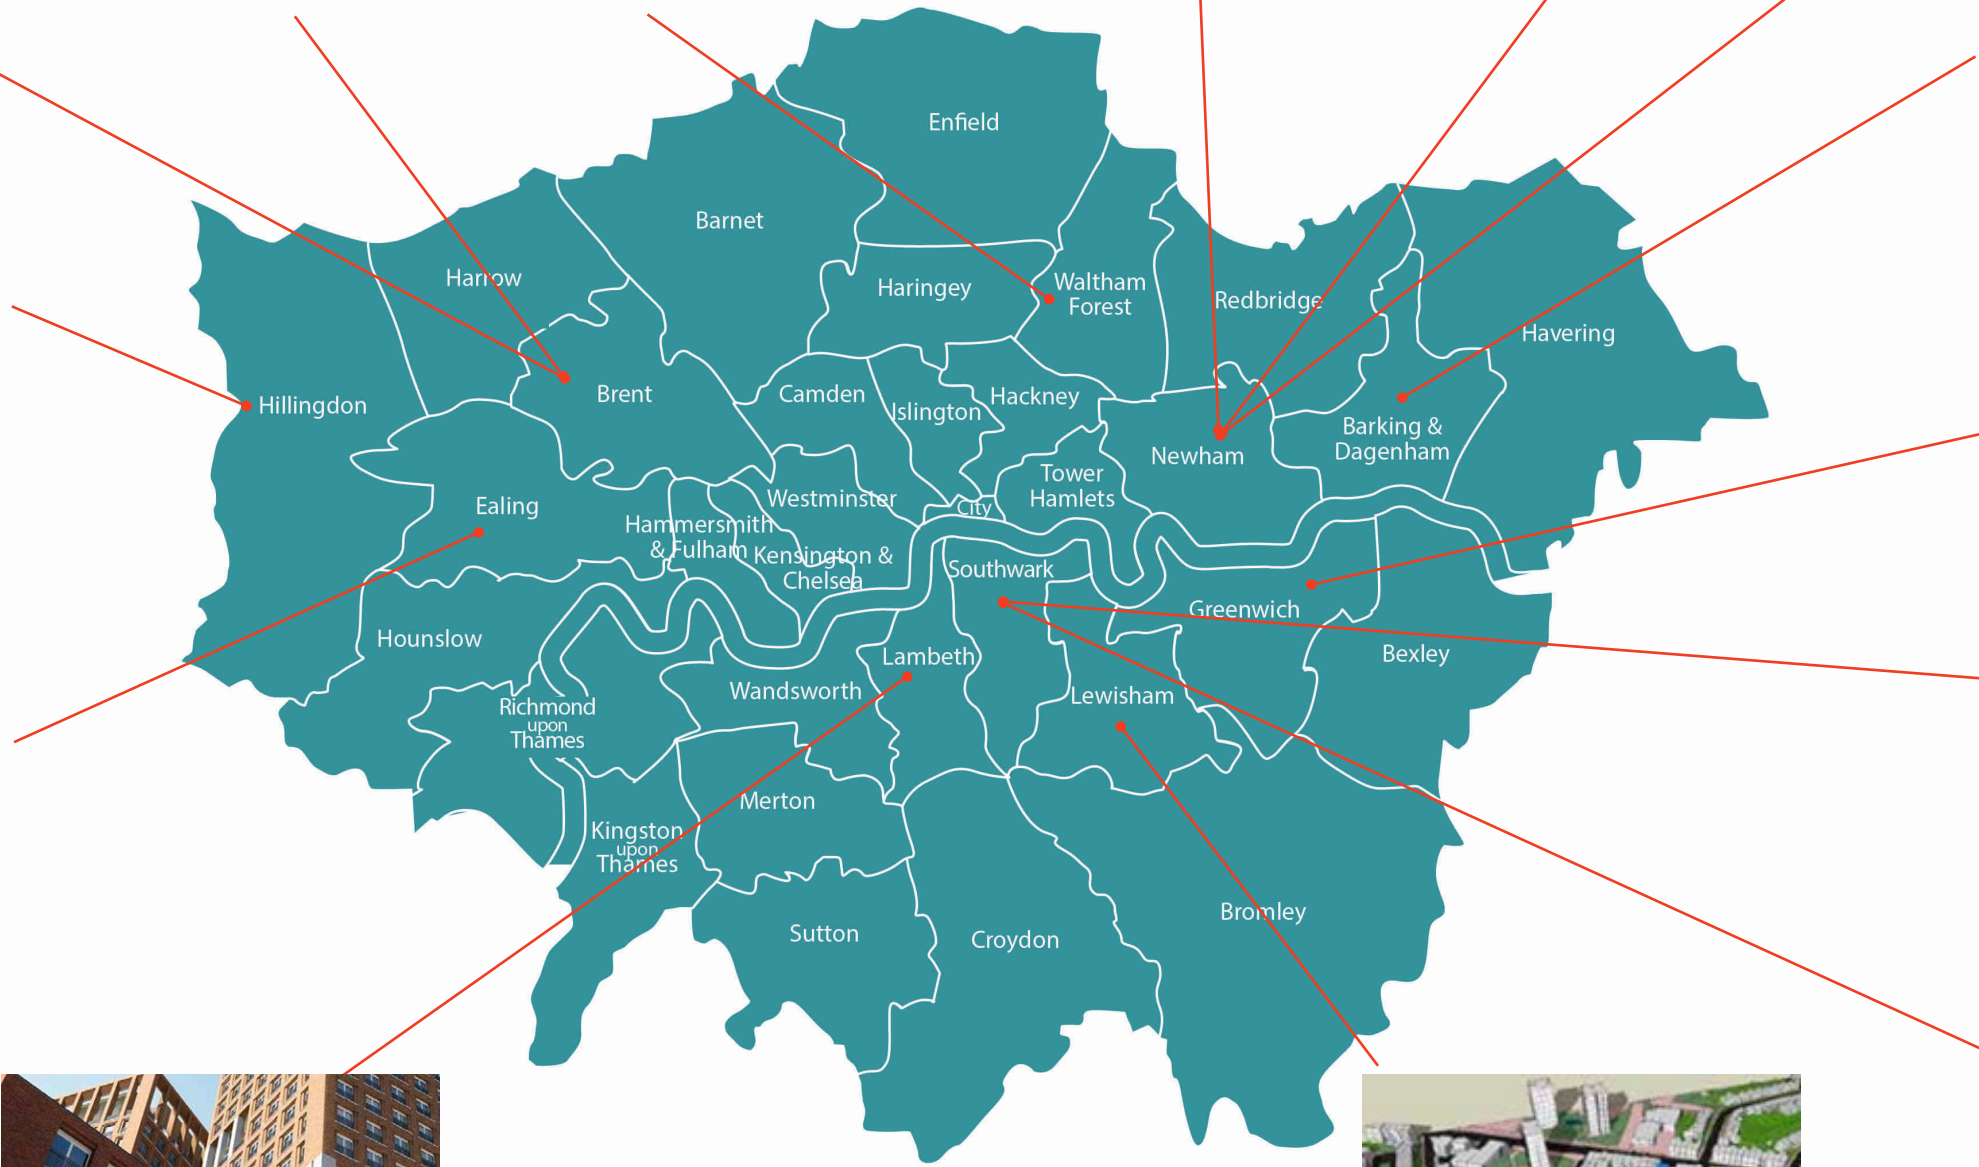 Enfield
Barnet
Harrow
Haringey
Waltham
Forest
Redbridge
Havering
Hillingdon
Brent
Camden
Islington
Hackney
Barking &
Dagenham
Newham
Tower
Hamlets
Ealing
Westminster
City
Hammersmith
& Fulham
Kensington &
Chelsea
Southwark
Greenwich
Hounslow
Lambeth
Bexley
Wandsworth
Lewisham
Richmond
upon
Thames
Merton
Kingston
upon
Thames
Bromley
Sutton
Croydon